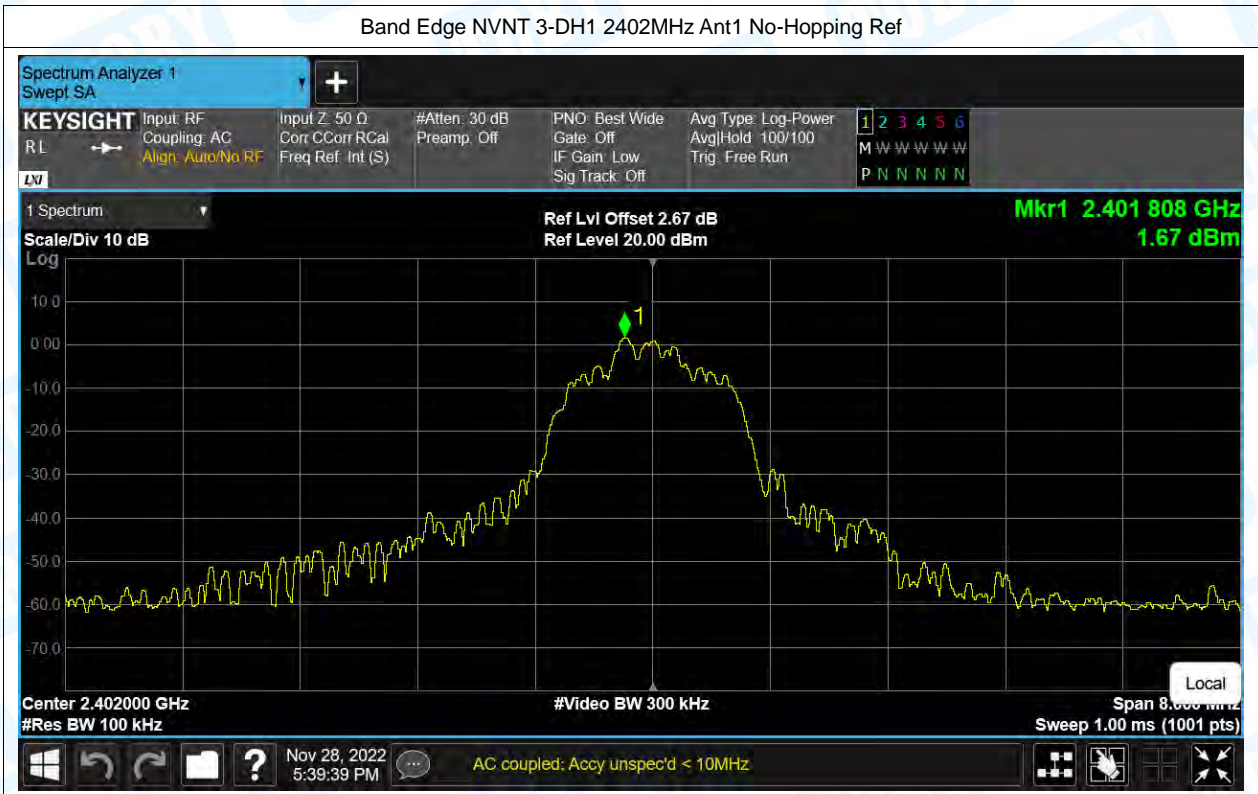 Band Edge NVNT 3-DH1 2402MHz Ant1 No-Hopping Ref
Spectrum Analyzer 1
Swept SA
+
KEYSIGHT
RL
LXI
Input: RF
Coupling: AC
Align: Auto/No RF
Input Z: 50 Ω
Corr CCorr RCal
Freq Ref: Int (S)
#Atten: 30 dB
Preamp: Off
PNO: Best Wide
Gate: Off
IF Gain: Low
Sig Track: Off
Avg Type: Log-Power
Avg|Hold: 100/100
Trig: Free Run
1 2 3 4 5 6
M W W W W W W
P N N N N N N
1 Spectrum
Scale/Div 10 dB
Log
Ref Lvl Offset 2.67 dB
Ref Level 20.00 dBm
Mkr1 2.401 808 GHz
1.67 dBm
1
10.0
0.00
-10.0
-20.0
-30.0
-40.0
-50.0
-60.0
-70.0
Local
Center 2.402000 GHz
#Res BW 100 kHz
#Video BW 300 kHz
Span 8.000 MHz
Sweep 1.00 ms (1001 pts)
?
Nov 28, 2022
5:39:39 PM
AC coupled: Accy unspec'd < 10MHz